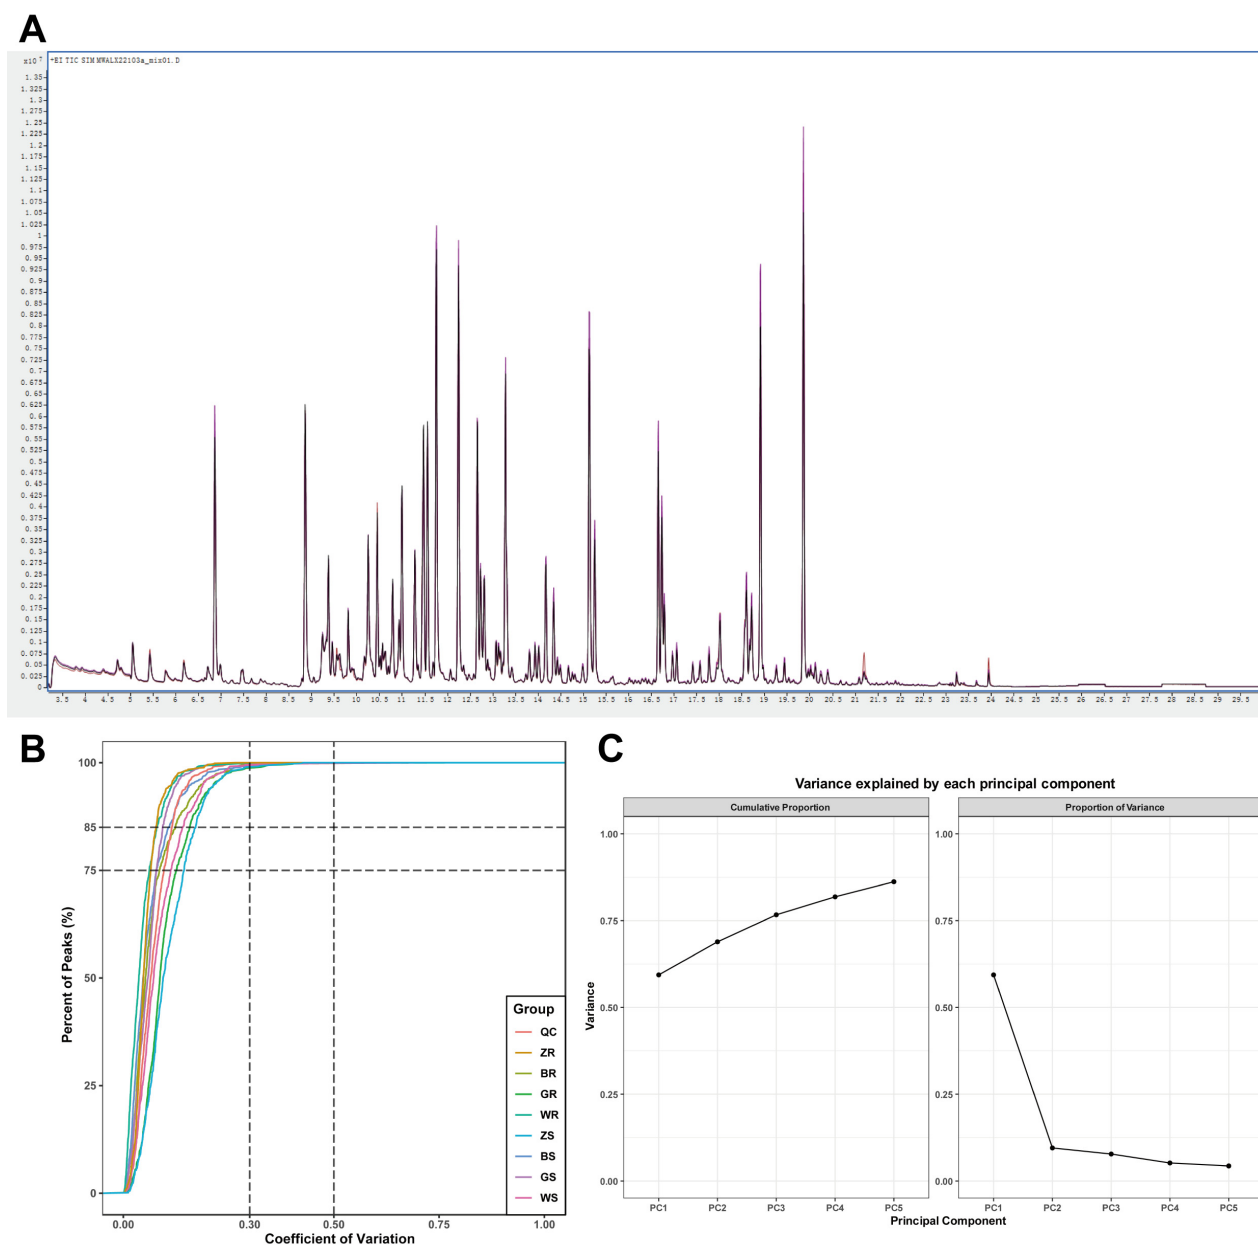 A
x10 7
*EI TIC SIM MWALX22103a_mix01.D
1.35
1.325
1.3
1.275
1.25
1.225
1.2
1.175
1.15
1.125
1.1
1.075
1.05
1.025
1
0.975
0.95
0.925
0.9
0.875
0.85
0.825
0.8
0.775
0.75
0.725
0.7
0.675
0.65
0.625
0.6
0.575
0.55
0.525
0.5
0.475
0.45
0.425
0.4
0.375
0.35
0.325
0.3
0.275
0.25
0.225
0.2
0.175
0.15
0.125
0.1
0.075
0.05
0.025
0
3.5 4 4.5 5 5.5 6 6.5 7 7.5 8 8.5 9 9.5 10 10.5 11 11.5 12 12.5 13 13.5 14 14.5 15 15.5 16 16.5 17 17.5 18 18.5 19 19.5 20 20.5 21 21.5 22 22.5 23 23.5 24 24.5 25 25.5 26 26.5 27 27.5 28 28.5 29 29.5
B
Percent of Peaks (%)
100
85
75
50
25
0
0.00 0.30 0.50 0.75 1.00
Coefficient of Variation
Group
QC
ZR
BR
GR
WR
ZS
BS
GS
WS
C
Variance explained by each principal component
Cumulative Proportion
Proportion of Variance
Variance
1.00
0.75
0.50
0.25
0.00
1.00
0.75
0.50
0.25
0.00
PC1 PC2 PC3 PC4 PC5
PC1 PC2 PC3 PC4 PC5
Principal Component